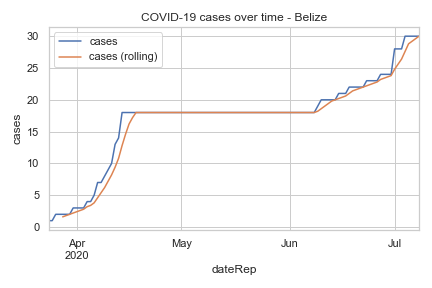 COVID-19 cases over time - Belize
cases
cases (rolling)
30
25
20
15
10
5
0
cases
Apr
2020
May
Jun
Jul
dateRep